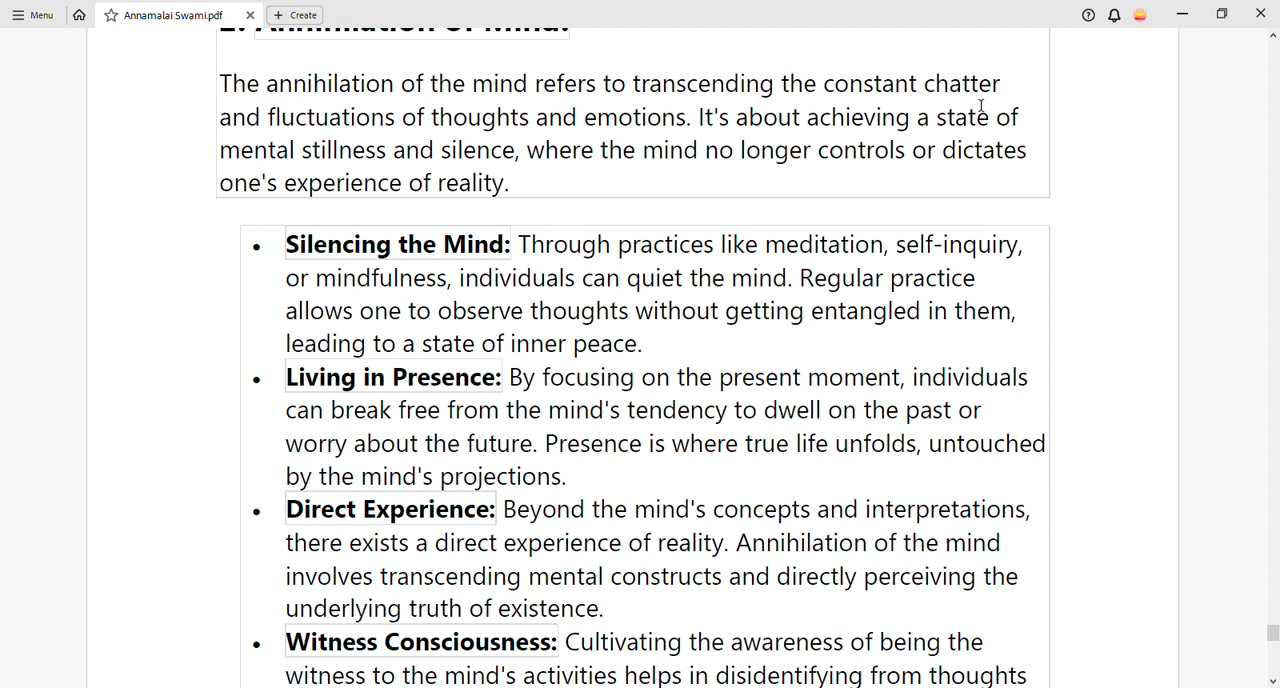 Menu
Annamalai Swami.pdf
Create
2. Annihilation of Mind:
The annihilation of the mind refers to transcending the constant chatter
and fluctuations of thoughts and emotions. It's about achieving a state of
mental stillness and silence, where the mind no longer controls or dictates
one's experience of reality.
• Silencing the Mind: Through practices like meditation, self-inquiry,
or mindfulness, individuals can quiet the mind. Regular practice
allows one to observe thoughts without getting entangled in them,
leading to a state of inner peace.
• Living in Presence: By focusing on the present moment, individuals
can break free from the mind's tendency to dwell on the past or
worry about the future. Presence is where true life unfolds, untouched
by the mind's projections.
• Direct Experience: Beyond the mind's concepts and interpretations,
there exists a direct experience of reality. Annihilation of the mind
involves transcending mental constructs and directly perceiving the
underlying truth of existence.
• Witness Consciousness: Cultivating the awareness of being the
witness to the mind's activities helps in disidentifying from thoughts